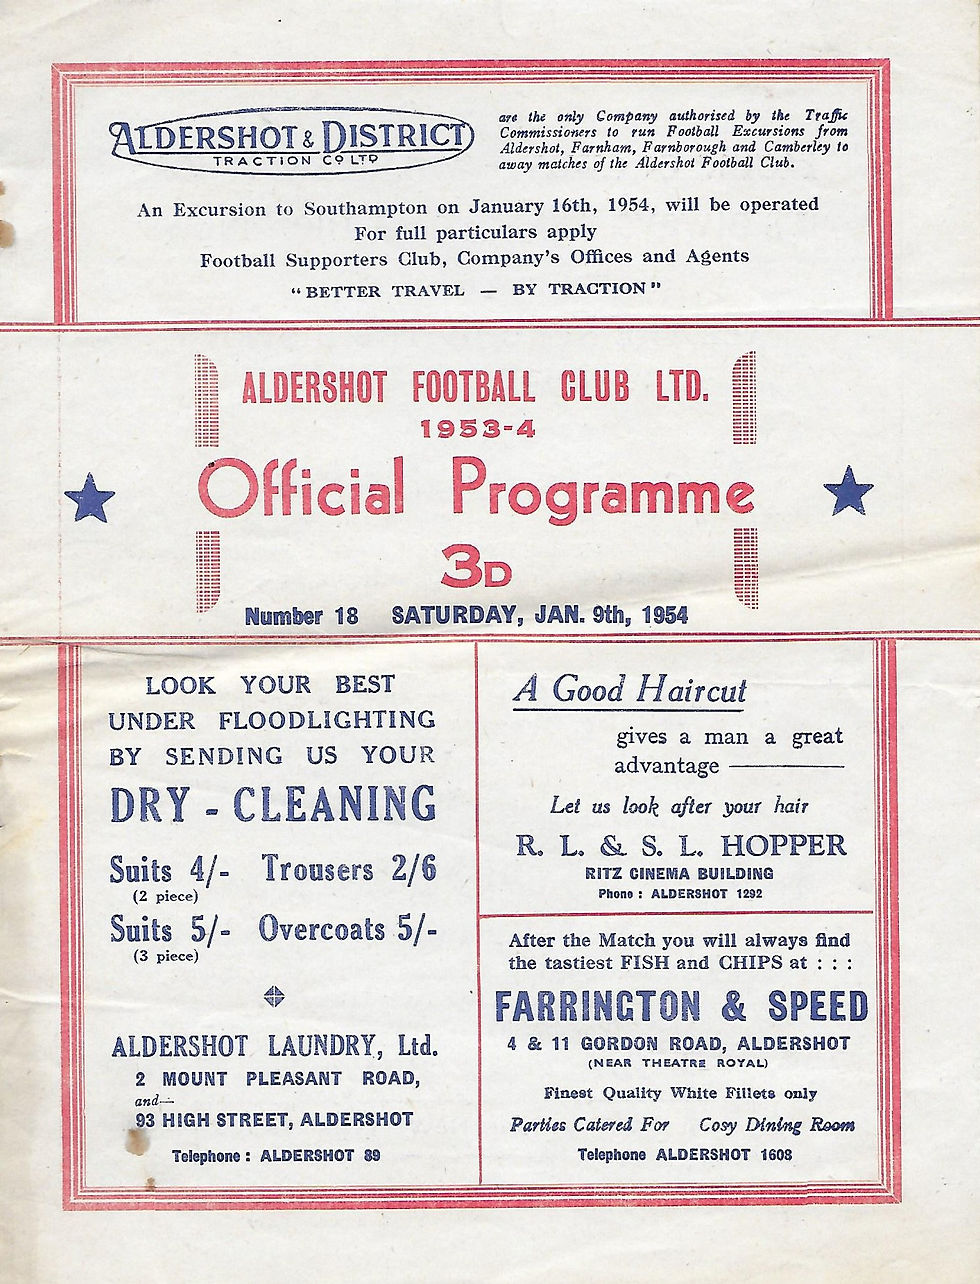 ALDERSHOT & DISTRICT
TRACTION CO LTD
are the only Company authorised by the Traffic
Commissioners to run Football Excursions from
Aldershot, Farnham, Farnborough and Camberley to
away matches of the Aldershot Football Club.
An Excursion to Southampton on January 16th, 1954, will be operated
For full particulars apply
Football Supporters Club, Company's Offices and Agents
"BETTER TRAVEL — BY TRACTION"
ALDERSHOT FOOTBALL CLUB LTD.
1953-4
Official Programme
3D
Number 18 SATURDAY, JAN. 9th, 1954
LOOK YOUR BEST
UNDER FLOODLIGHTING
BY SENDING US YOUR
DRY - CLEANING
Suits 4/- Trousers 2/6
(2 piece)
Suits 5/- Overcoats 5/-
(3 piece)
ALDERSHOT LAUNDRY, Ltd.
2 MOUNT PLEASANT ROAD,
and—
93 HIGH STREET, ALDERSHOT
Telephone : ALDERSHOT 89
A Good Haircut
gives a man a great
advantage ———
Let us look after your hair
R. L. & S. L. HOPPER
RITZ CINEMA BUILDING
Phone : ALDERSHOT 1292
After the Match you will always find
the tastiest FISH and CHIPS at : : :
FARRINGTON & SPEED
4 & 11 GORDON ROAD, ALDERSHOT
(NEAR THEATRE ROYAL)
Finest Quality White Fillets only
Parties Catered For Cosy Dining Room
Telephone ALDERSHOT 1608